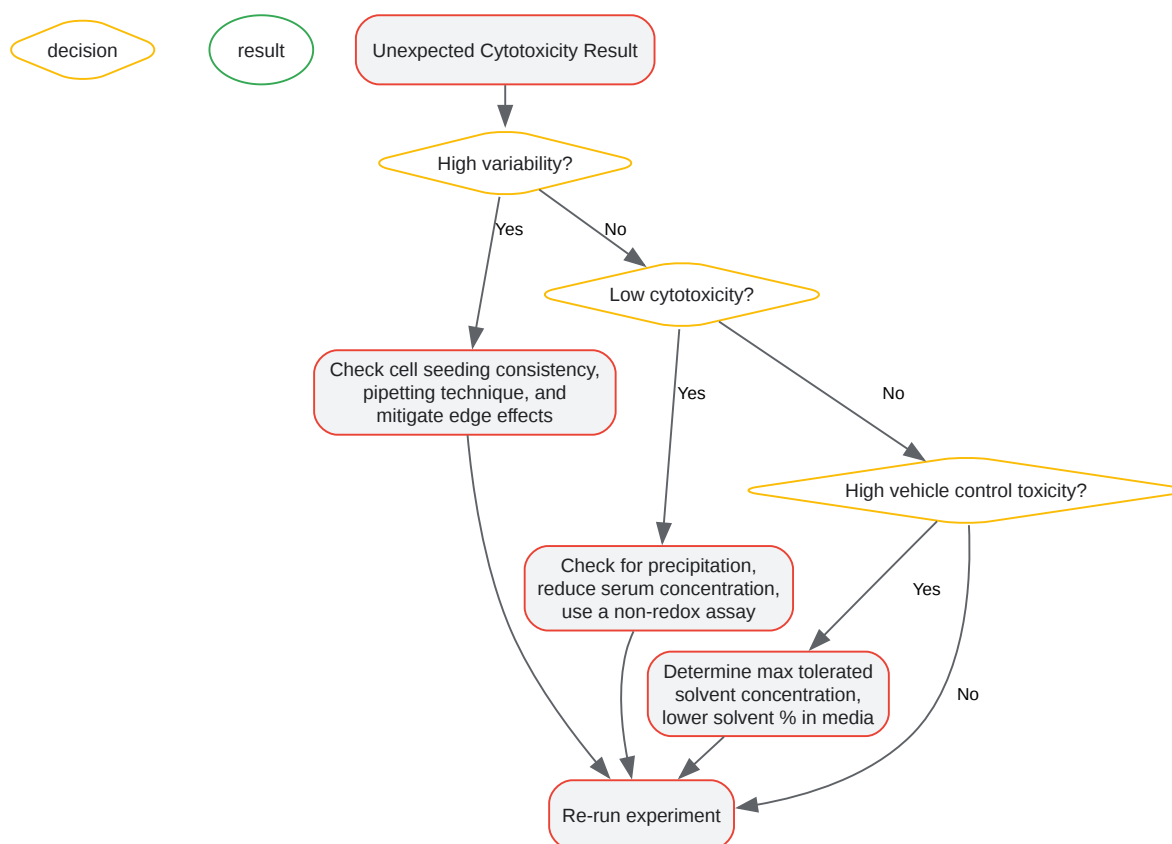 decision
result
Unexpected Cytotoxicity Result
High variability?
Yes
No
Low cytotoxicity?
Check cell seeding consistency,
pipetting technique, and
mitigate edge effects
Yes
No
High vehicle control toxicity?
Check for precipitation,
reduce serum concentration,
use a non-redox assay
Yes
Determine max tolerated
solvent concentration,
lower solvent % in media
No
Re-run experiment